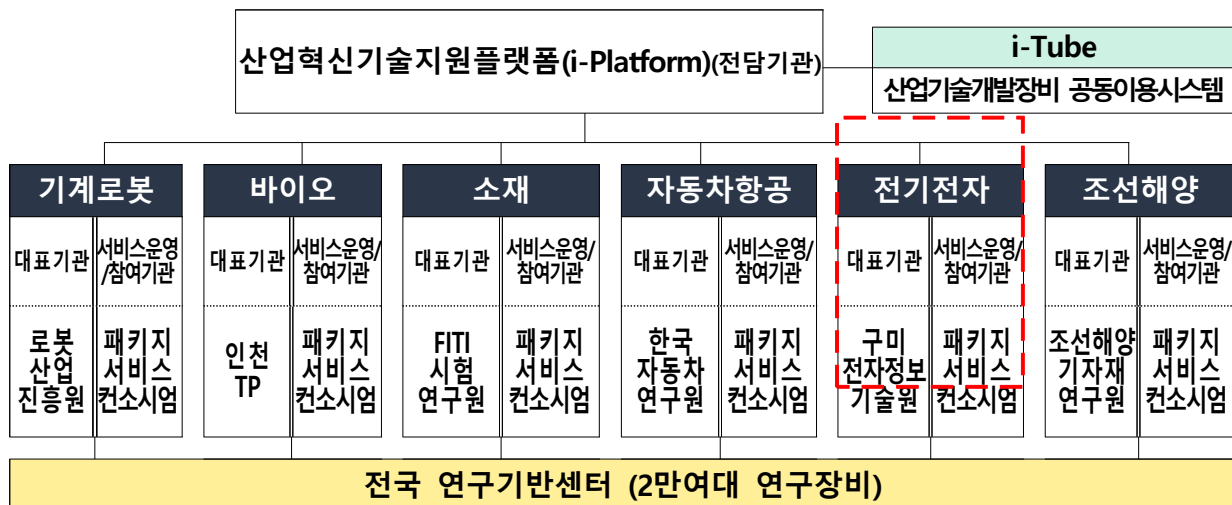 산업혁신기술지원플랫폼(i-Platform)(전담기관)
i-Tube
산업기술개발장비 공동이용시스템
기계로봇
대표기관
서비스운영
/참여기관
로봇
산업
진흥원
패키지
서비스
컨소시엄
바이오
대표기관
서비스운영/
참여기관
인천
TP
패키지
서비스
컨소시엄
소재
대표기관
서비스운영/
참여기관
FITI
시험
연구원
패키지
서비스
컨소시엄
자동차항공
대표기관
서비스운영/
참여기관
한국
자동차
연구원
패키지
서비스
컨소시엄
전기전자
대표기관
서비스운영/
참여기관
구미
전자정보
기술원
패키지
서비스
컨소시엄
조선해양
대표기관
서비스운영/
참여기관
조선해양
기자재
연구원
패키지
서비스
컨소시엄
전국 연구기반센터 (2만여대 연구장비)